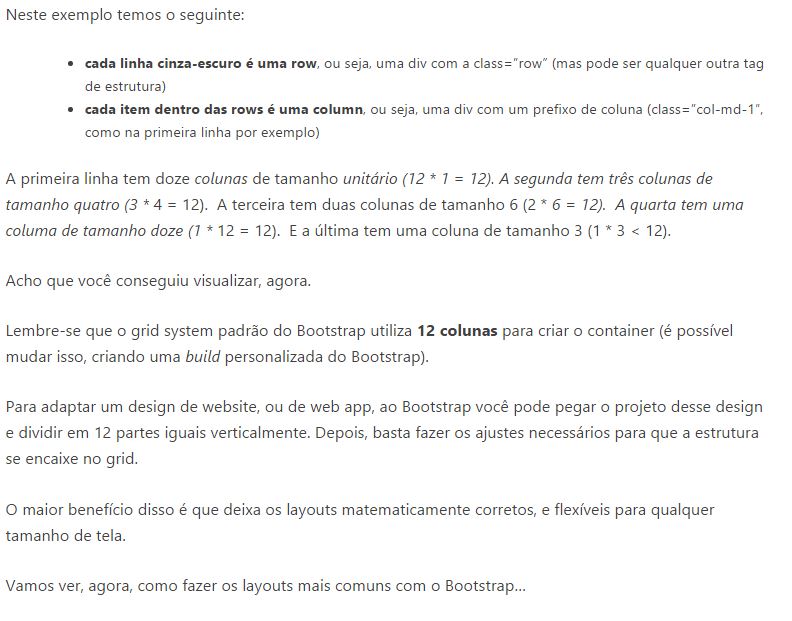 Neste exemplo temos o seguinte:
• cada linha cinza-escuro é uma row, ou seja, uma div com a class="row" (mas pode ser qualquer outra tag
de estrutura)
• cada item dentro das rows é uma column, ou seja, uma div com um prefixo de coluna (class="col-md-1",
como na primeira linha por exemplo)
A primeira linha tem doze colunas de tamanho unitário (12 * 1 = 12). A segunda tem três colunas de
tamanho quatro (3 * 4 = 12).  A terceira tem duas colunas de tamanho 6 (2 * 6 = 12).  A quarta tem uma
coluna de tamanho doze (1 * 12 = 12).  E a última tem uma coluna de tamanho 3 (1 * 3 < 12).
Acho que você conseguiu visualizar, agora.
Lembre-se que o grid system padrão do Bootstrap utiliza 12 colunas para criar o container (é possível
mudar isso, criando uma build personalizada do Bootstrap).
Para adaptar um design de website, ou de web app, ao Bootstrap você pode pegar o projeto desse design
e dividir em 12 partes iguais verticalmente. Depois, basta fazer os ajustes necessários para que a estrutura
se encaixe no grid.
O maior benefício disso é que deixa os layouts matematicamente corretos, e flexíveis para qualquer
tamanho de tela.
Vamos ver, agora, como fazer os layouts mais comuns com o Bootstrap...